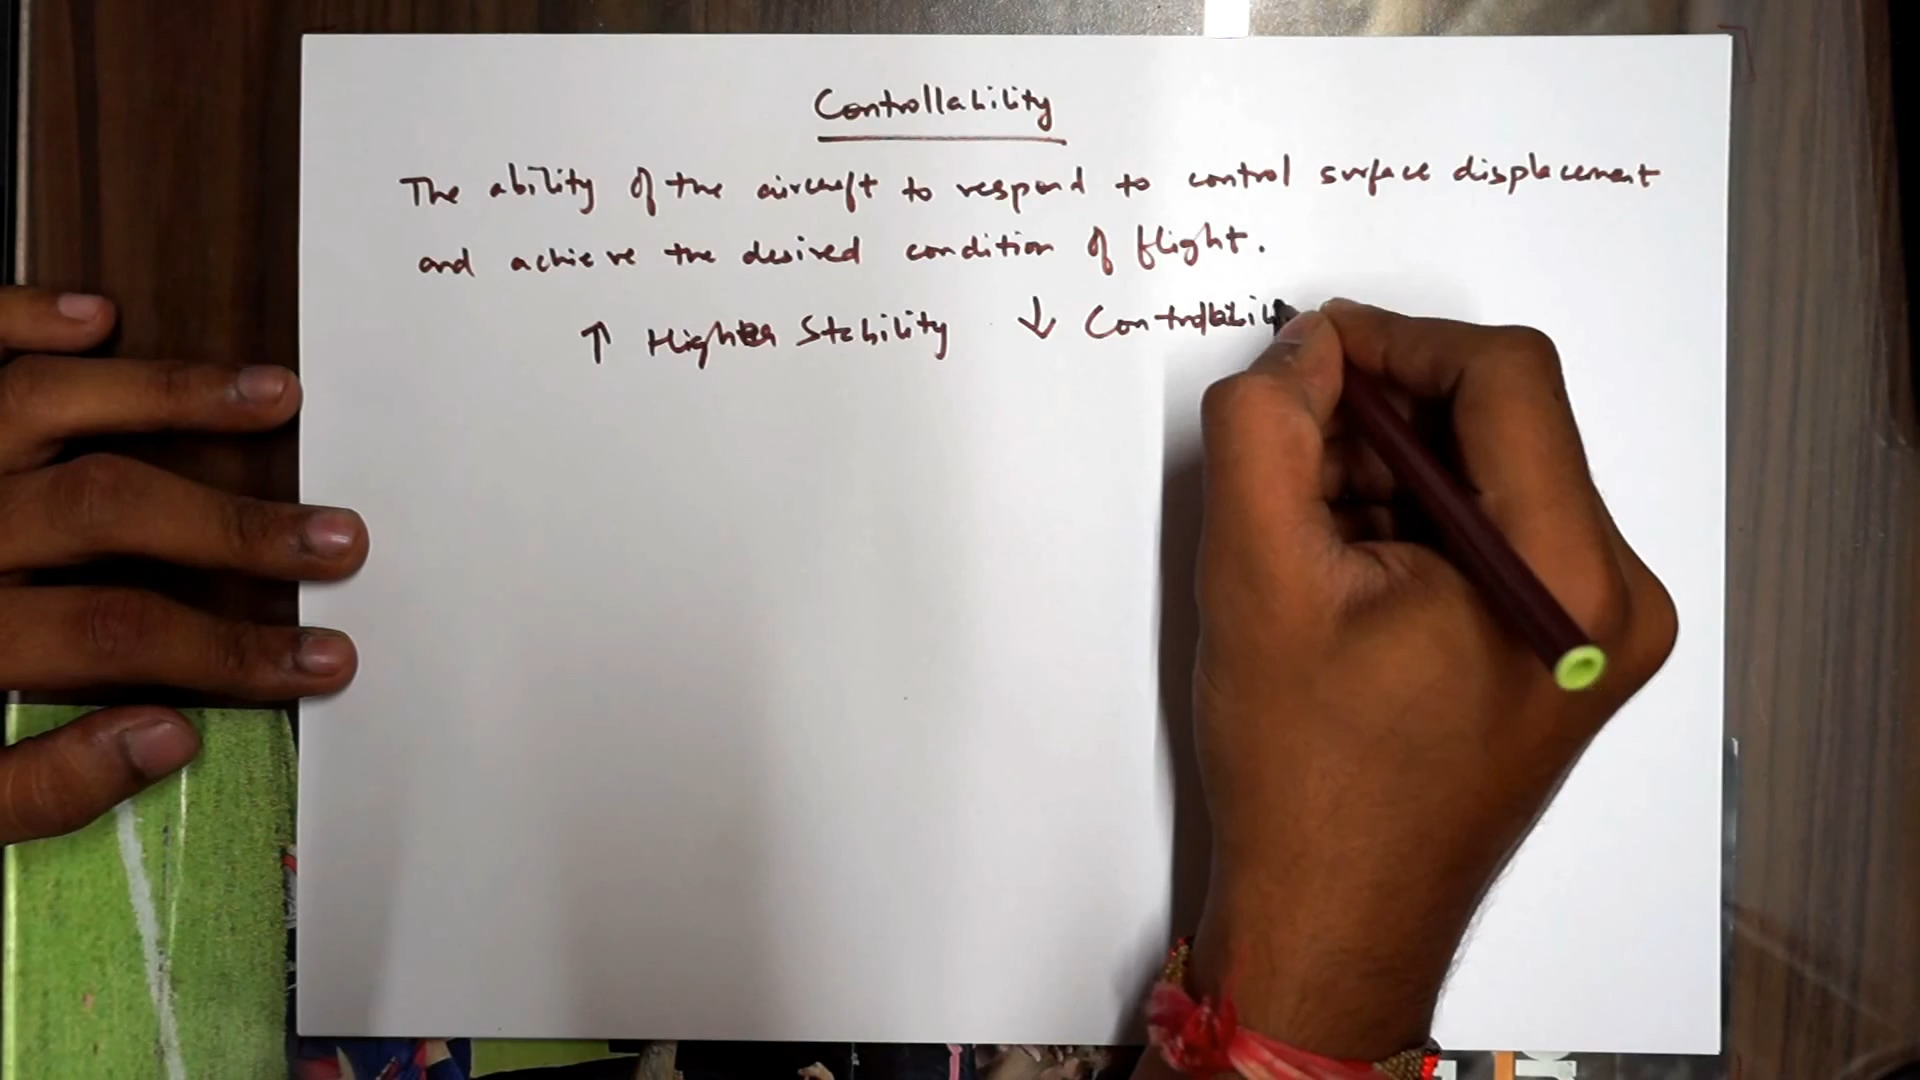 Controllability
The ability of the aircraft to respond to control surface displacement
and achieve the desired condition of flight.
↑ Higher Stability ↓ Controllabili